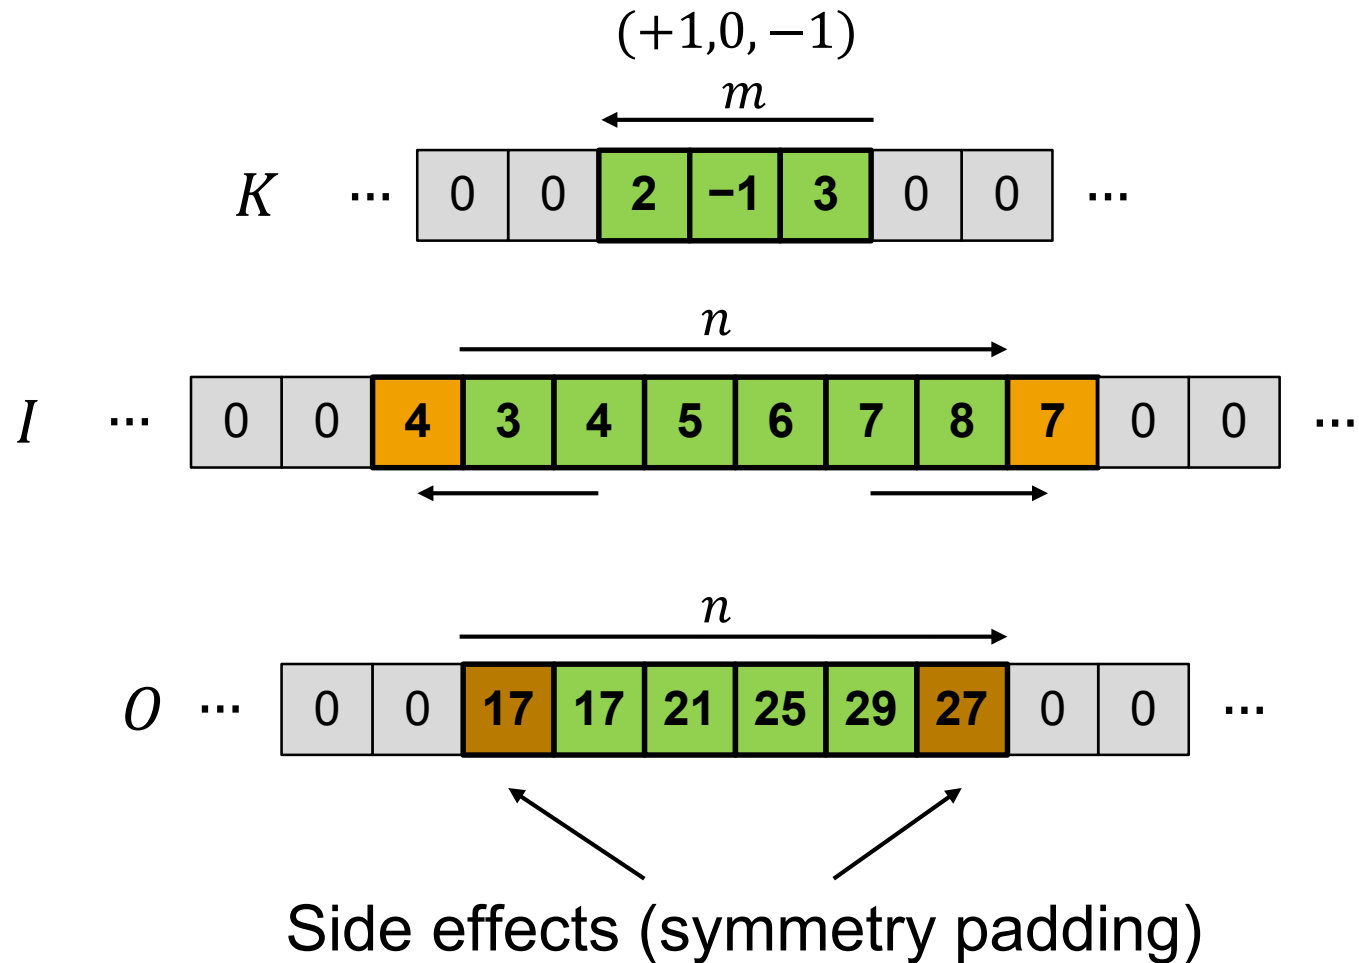 (+1,0, −1)
m
K ... 0 0 2 −1 3 0 0 ...
n
I ... 0 0 4 3 4 5 6 7 8 7 0 0 ...
n
O ... 0 0 17 17 21 25 29 27 0 0 ...
Side effects (symmetry padding)